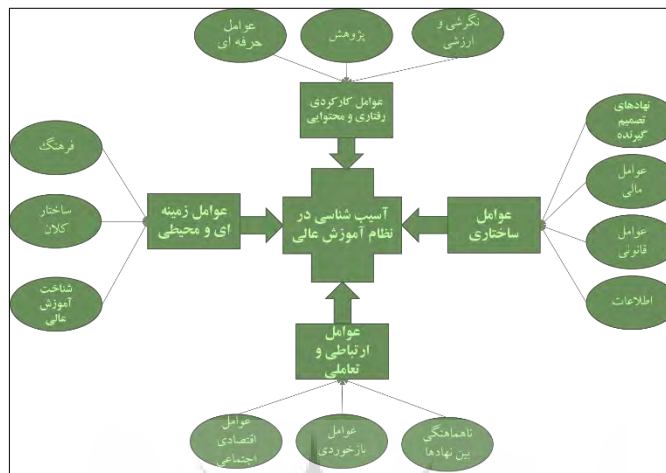 نگرشی و
ارزشی
پژوهش
عوامل
حرفه ای
عوامل کارکردی
رفتاری و محتوایی
نهادهای
تصمیم
گیرنده
عوامل
مالی
عوامل
قانونی
اطلاعات
عوامل
ساختاری
آسیب شناسی در
نظام آموزش عالی
عوامل زمینه
ای و محیطی
فرهنگ
ساختار
کلان
شناخت
آموزش
عالی
عوامل
ارتباطی و
تعاملی
ناهماهنگی
بین نهادها
عوامل
بازخوردی
عوامل
اقتصادی
اجتماعی